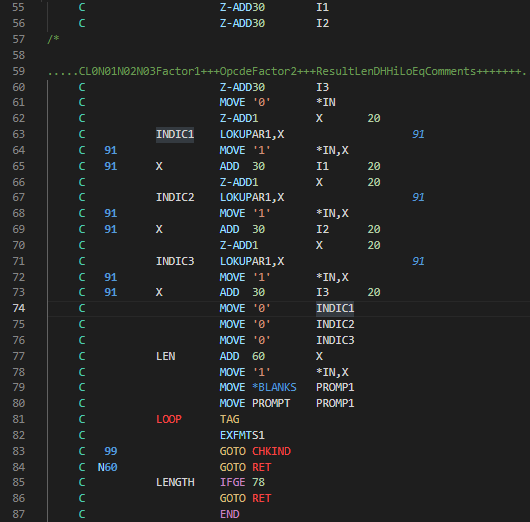 55 C Z-ADD30 I1
56 C Z-ADD30 I2
57 /*
58
59 .....CL0N01N02N03Factor1+++OpcdeFactor2+++ResultLenDHHiLoEqComments+++++++.
60 C Z-ADD30 I3
61 C MOVE '0' *IN
62 C Z-ADD1 X 20
63 C INDIC1 LOKUPAR1,X 91
64 C 91 MOVE '1' *IN,X
65 C 91 X ADD 30 I1 20
66 C Z-ADD1 X 20
67 C INDIC2 LOKUPAR1,X 91
68 C 91 MOVE '1' *IN,X
69 C 91 X ADD 30 I2 20
70 C Z-ADD1 X 20
71 C INDIC3 LOKUPAR1,X 91
72 C 91 MOVE '1' *IN,X
73 C 91 X ADD 30 I3 20
74 C MOVE '0' INDIC1
75 C MOVE '0' INDIC2
76 C MOVE '0' INDIC3
77 C LEN ADD 60 X
78 C MOVE '1' *IN,X
79 C MOVE *BLANKS PROMP1
80 C MOVE PROMPT PROMP1
81 C LOOP TAG
82 C EXFMTS1
83 C 99 GOTO CHKIND
84 C N60 GOTO RET
85 C LENGTH IFGE 78
86 C GOTO RET
87 C END